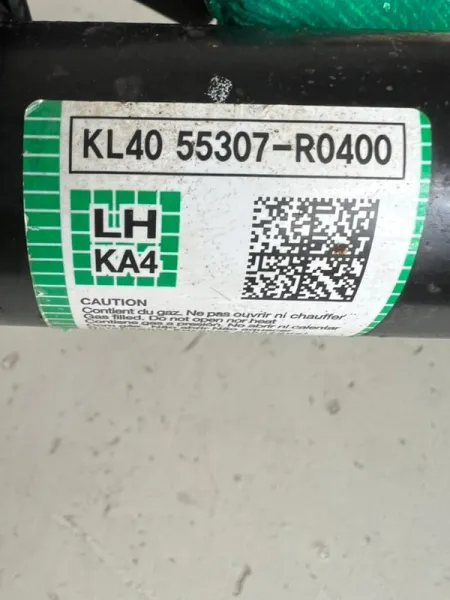 KL40 55307-R0400
LH
KA4
CAUTION
Contient du gaz. Ne pas ouvrir ni chauffer
Gas filled. Do not open nor heat
Contiene gas a presión. No abrir ni calentar